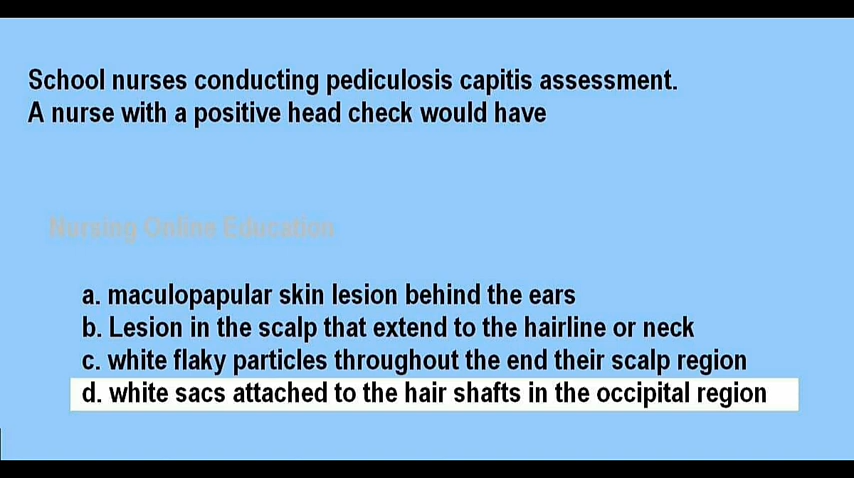 School nurses conducting pediculosis capitis assessment.
A nurse with a positive head check would have
Nursing Online Education
a. maculopapular skin lesion behind the ears
b. Lesion in the scalp that extend to the hairline or neck
c. white flaky particles throughout the end their scalp region
d. white sacs attached to the hair shafts in the occipital region